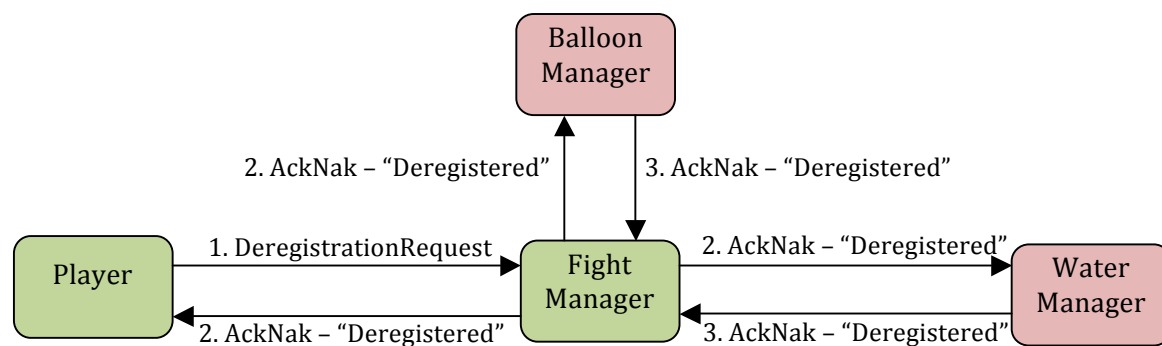 Balloon
Manager
2. AckNak – “Deregistered”
3. AckNak – “Deregistered”
Player
1. DeregistrationRequest
Fight
Manager
2. AckNak – “Deregistered”
Water
Manager
2. AckNak – “Deregistered”
3. AckNak – “Deregistered”